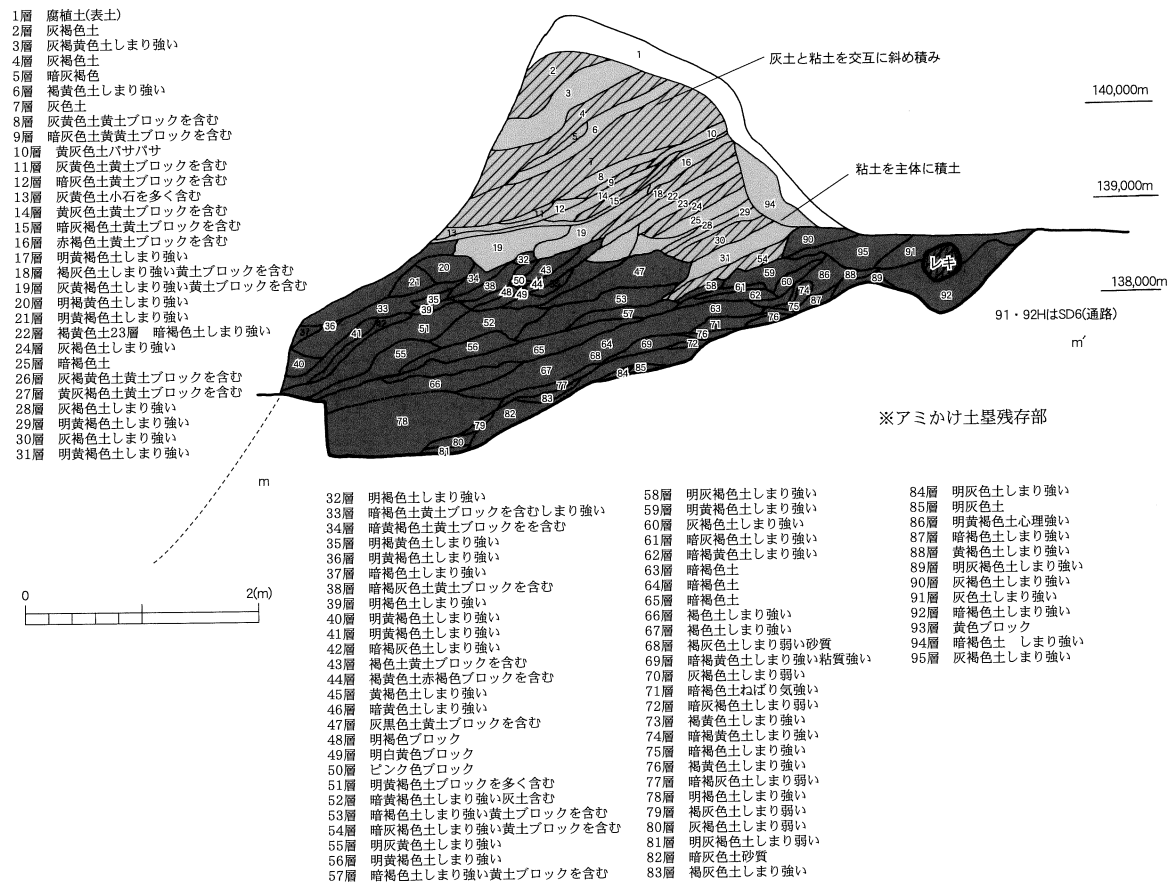 1層 腐植土(表土)
2層 灰褐色土
3層 灰褐黄色土しまり強い
4層 灰褐色土
5層 暗灰褐色
6層 褐黄色土しまり強い
7層 灰色土
8層 灰黄色土黄土ブロックを含む
9層 暗灰色土黄黄土ブロックを含む
10層 黄灰色土パサパサ
11層 灰黄色土黄土ブロックを含む
12層 暗灰色土黄土ブロックを含む
13層 灰黄色土小石を多く含む
14層 黄灰色土黄土ブロックを含む
15層 暗灰褐色土黄土ブロックを含む
16層 赤褐色土黄土ブロックを含む
17層 明黄褐色土しまり強い
18層 褐灰色土しまり強い黄土ブロックを含む
19層 灰黄褐色土しまり強い黄土ブロックを含む
20層 明褐色土しまり強い
21層 明黄褐色土しまり強い
22層 褐黄色土23層 暗褐色土しまり強い
24層 灰褐色土しまり強い
25層 暗褐色土
26層 灰褐黄色土黄土ブロックを含む
27層 黄灰褐色土黄土ブロックを含む
28層 灰褐色土しまり強い
29層 明黄褐色土しまり強い
30層 灰褐色土しまり強い
31層 明黄褐色土しまり強い
灰土と粘土を交互に斜め積み
粘土を主体に積土
140,000m
139,000m
138,000m
レキ
91・92HはSD6(通路)
m′
※アミかけ土塁残存部
m
0 2(m)
32層 明褐色土しまり強い
33層 暗褐色土黄土ブロックを含むしまり強い
34層 暗黄色土黄土ブロックをを含む
35層 明褐黄色土しまり強い
36層 明黄褐色土しまり強い
37層 暗褐色土しまり強い
38層 暗褐灰色土黄土ブロックを含む
39層 明褐色土しまり強い
40層 明黄褐色土しまり強い
41層 明黄褐色土しまり強い
42層 暗褐灰色土しまり強い
43層 褐色土黄土ブロックを含む
44層 褐黄色土赤褐色ブロックを含む
45層 黄褐色土しまり強い
46層 暗黄色土しまり強い
47層 灰黒色土黄土ブロックを含む
48層 明褐色ブロック
49層 明白黄色ブロック
50層 ピンク色ブロック
51層 明黄褐色土ブロックを多く含む
52層 暗黄褐色土しまり強い灰土含む
53層 暗褐色土しまり強い黄土ブロックを含む
54層 暗灰褐色土しまり強い黄土ブロックを含む
55層 明灰黄色土しまり強い
56層 明黄褐色土しまり強い
57層 暗褐色土しまり強い黄土ブロックを含む
58層 明灰褐色土しまり強い
59層 明黄褐色土しまり強い
60層 灰褐色土しまり強い
61層 暗灰褐色土しまり強い
62層 暗褐黄色土しまり強い
63層 暗褐色土
64層 暗褐色土
65層 暗褐色土
66層 褐色土しまり強い
67層 褐色土しまり強い
68層 褐灰色土しまり弱い砂質
69層 暗褐黄色土しまり強い粘質強い
70層 灰褐色土しまり弱い
71層 暗褐色土ねばり気強い
72層 暗灰褐色土しまり弱い
73層 褐黄色土しまり強い
74層 暗褐黄色土しまり強い
75層 暗褐色土しまり強い
76層 褐黄色土しまり強い
77層 暗褐灰色土しまり弱い
78層 明褐色土しまり強い
79層 褐灰色土しまり弱い
80層 灰褐色土しまり弱い
81層 明灰褐色土しまり弱い
82層 暗灰色土砂質
83層 褐灰色土しまり強い
84層 明灰色土しまり強い
85層 明灰色土
86層 明黄褐色土心理強い
87層 暗褐色土しまり強い
88層 黄褐色土しまり強い
89層 明灰褐色土しまり強い
90層 灰褐色土しまり強い
91層 灰色土しまり強い
92層 暗褐色土しまり強い
93層 黄色ブロック
94層 暗褐色土 しまり強い
95層 灰褐色土しまり強い